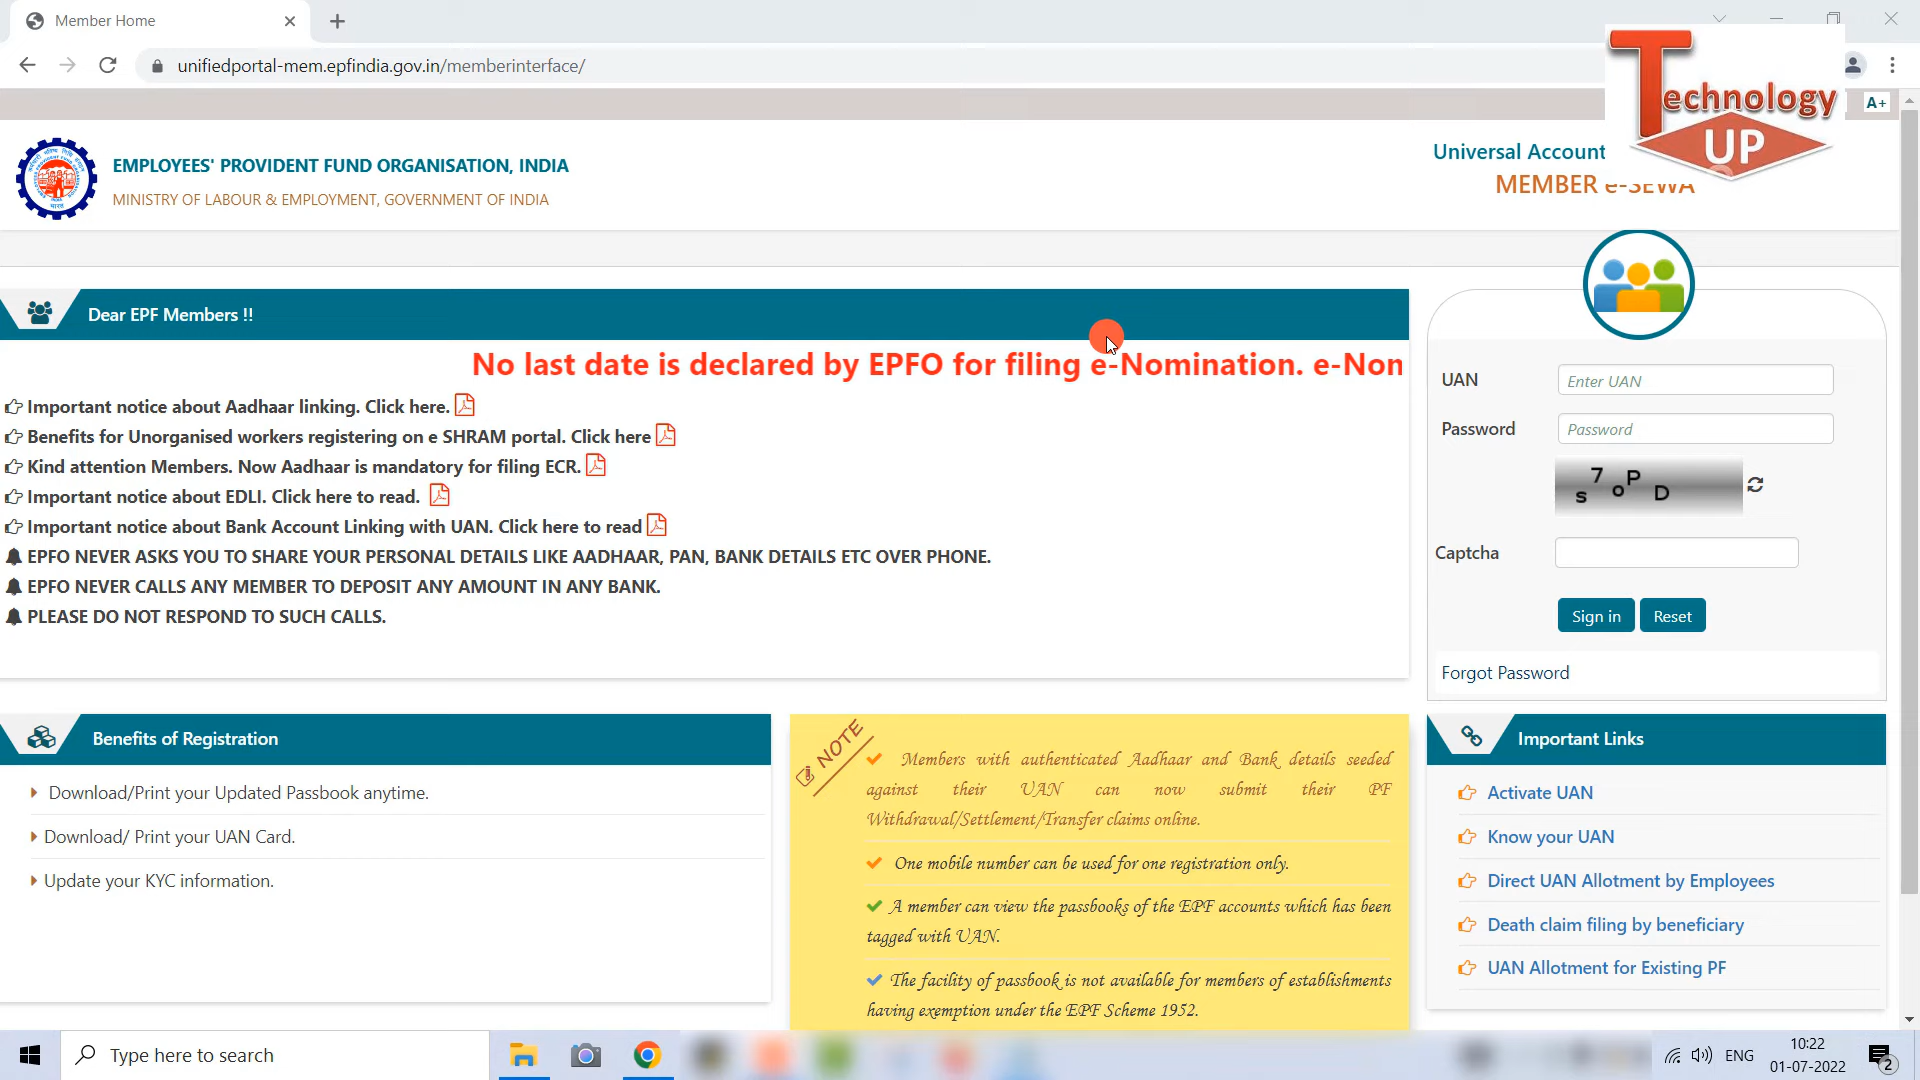 Member Home
unifiedportal-mem.epfindia.gov.in/memberinterface/
Technology
UP
A+
EMPLOYEES' PROVIDENT FUND ORGANISATION, INDIA
MINISTRY OF LABOUR & EMPLOYMENT, GOVERNMENT OF INDIA
Universal Account
MEMBER e-SEWA
Dear EPF Members !!
No last date is declared by EPFO for filing e-Nomination. e-Non
Important notice about Aadhaar linking. Click here.
Benefits for Unorganised workers registering on e SHRAM portal. Click here
Kind attention Members. Now Aadhaar is mandatory for filing ECR.
Important notice about EDLI. Click here to read.
Important notice about Bank Account Linking with UAN. Click here to read
EPFO NEVER ASKS YOU TO SHARE YOUR PERSONAL DETAILS LIKE AADHAAR, PAN, BANK DETAILS ETC OVER PHONE.
EPFO NEVER CALLS ANY MEMBER TO DEPOSIT ANY AMOUNT IN ANY BANK.
PLEASE DO NOT RESPOND TO SUCH CALLS.
UAN
Enter UAN
Password
Password
s 7 o P D
Captcha
Sign in
Reset
Forgot Password
Benefits of Registration
Download/Print your Updated Passbook anytime.
Download/ Print your UAN Card.
Update your KYC information.
NOTE
Members with authenticated Aadhaar and Bank details seeded
against their UAN can now submit their PF
Withdrawal/Settlement/Transfer claims online.
One mobile number can be used for one registration only.
A member can view the passbooks of the EPF accounts which has been
tagged with UAN.
The facility of passbook is not available for members of establishments
having exemption under the EPF Scheme 1952.
Important Links
Activate UAN
Know your UAN
Direct UAN Allotment by Employees
Death claim filing by beneficiary
UAN Allotment for Existing PF
Type here to search
ENG
10:22
01-07-2022
2